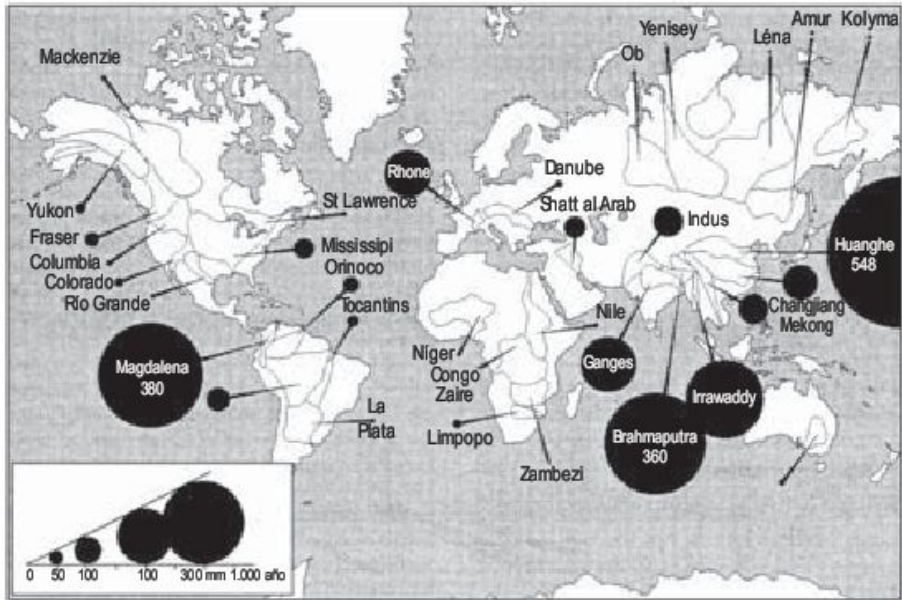 Mackenzie
Yukon
Fraser
Columbia
Colorado
Río Grande
St Lawrence
Mississipi
Orinoco
Tocantins
Magdalena
380
La
Plata
Rhone
Danube
Shatt al Arab
Ob
Yenisey
Léna
Amur
Kolyma
Indus
Huanghe
548
Changjiang
Mekong
Nile
Níger
Congo
Zaire
Limpopo
Zambezi
Ganges
Irrawaddy
Brahmaputra
360
0 50 100 100 300 mm 1.000 año